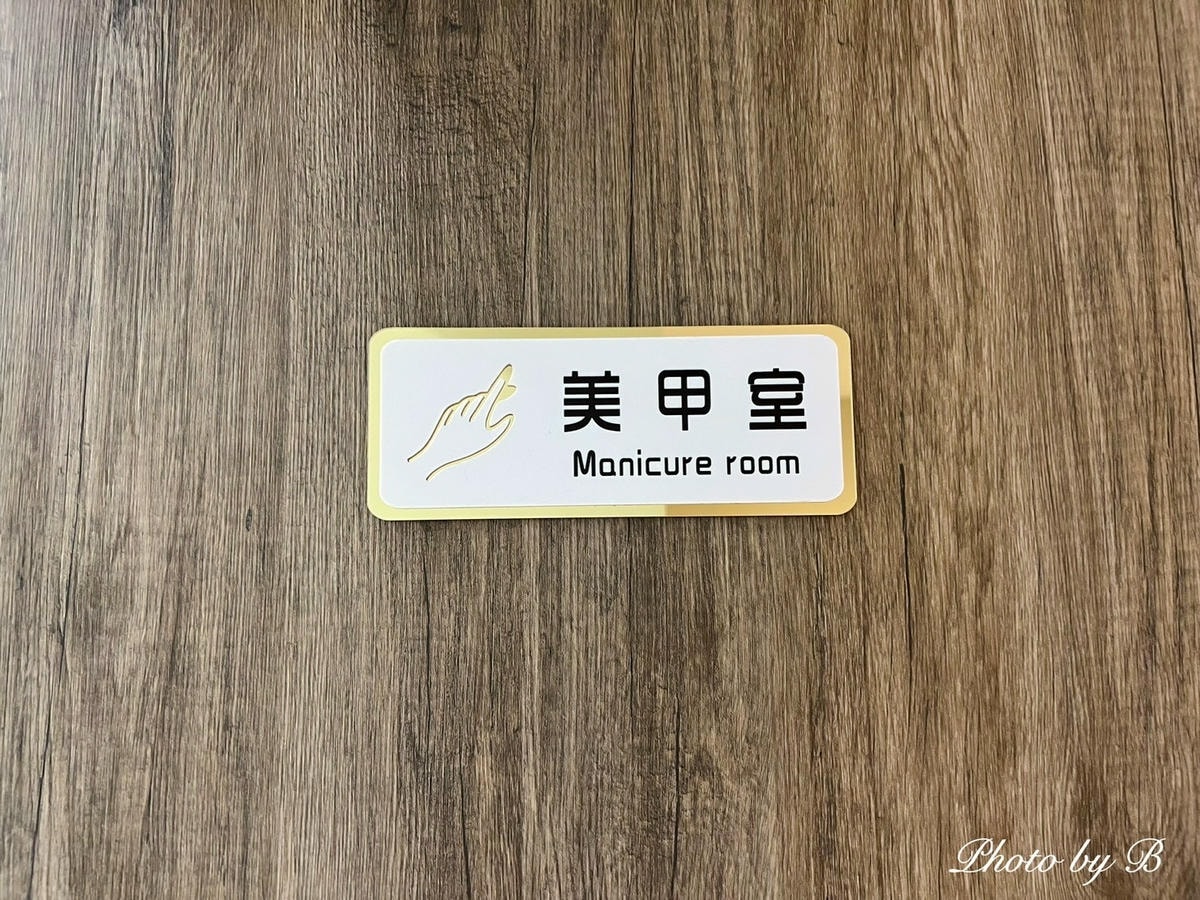 美甲室
Manicure room
Photo by B